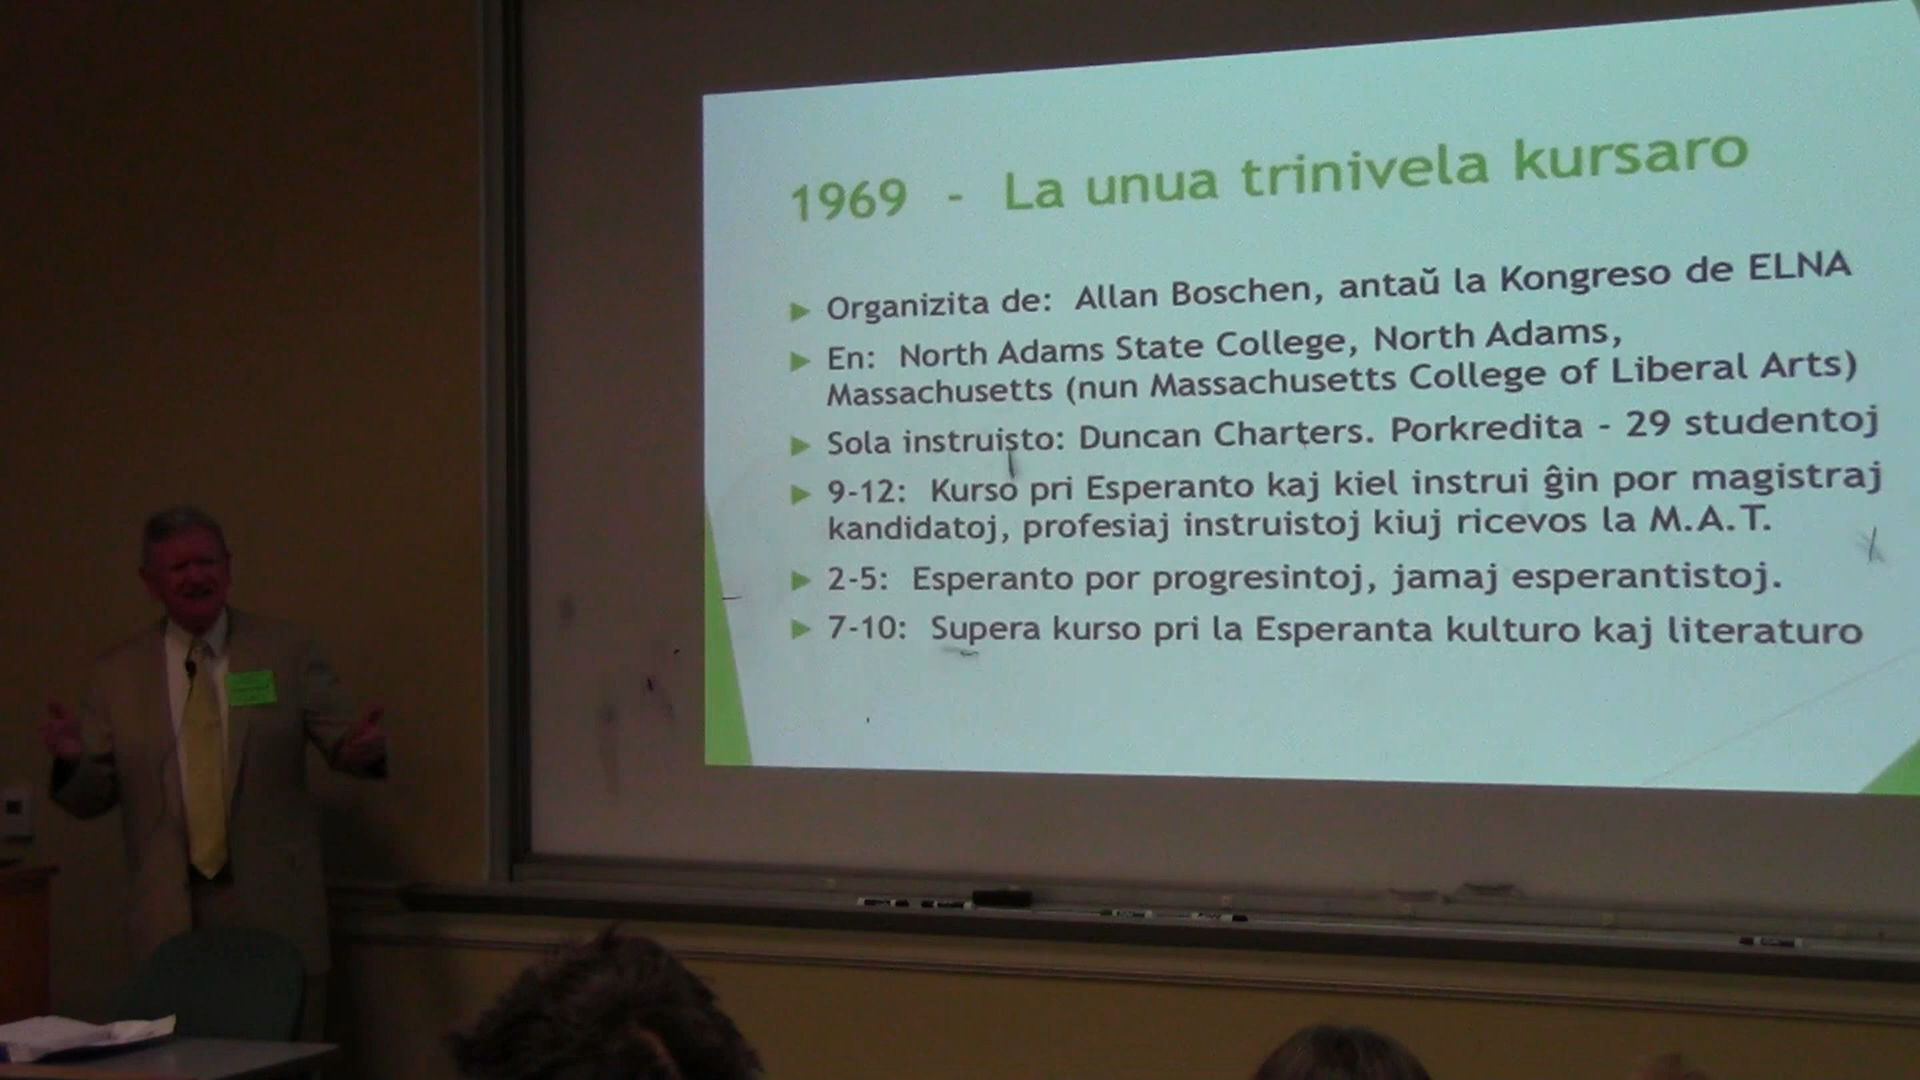 1969 - La unua trinivela kursaro
Organizita de: Allan Boschen, antaŭ la Kongreso de ELNA
En: North Adams State College, North Adams,
Massachusetts (nun Massachusetts College of Liberal Arts)
Sola instruisto: Duncan Charters. Porkredita - 29 studentoj
9-12: Kurso pri Esperanto kaj kiel instrui ĝin por magistraj
kandidatoj, profesiaj instruistoj kiuj ricevos la M.A.T.
2-5: Esperanto por progresintoj, jamaj esperantistoj.
7-10: Supera kurso pri la Esperanta kulturo kaj literaturo